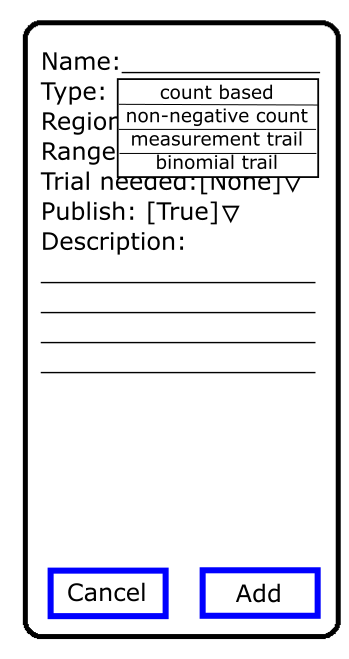 Name:
Type:
count based
non-negative count
measurement trail
binomial trail
Region
Range
Trial needed:[None]▽
Publish: [True]▽
Description:
Cancel
Add